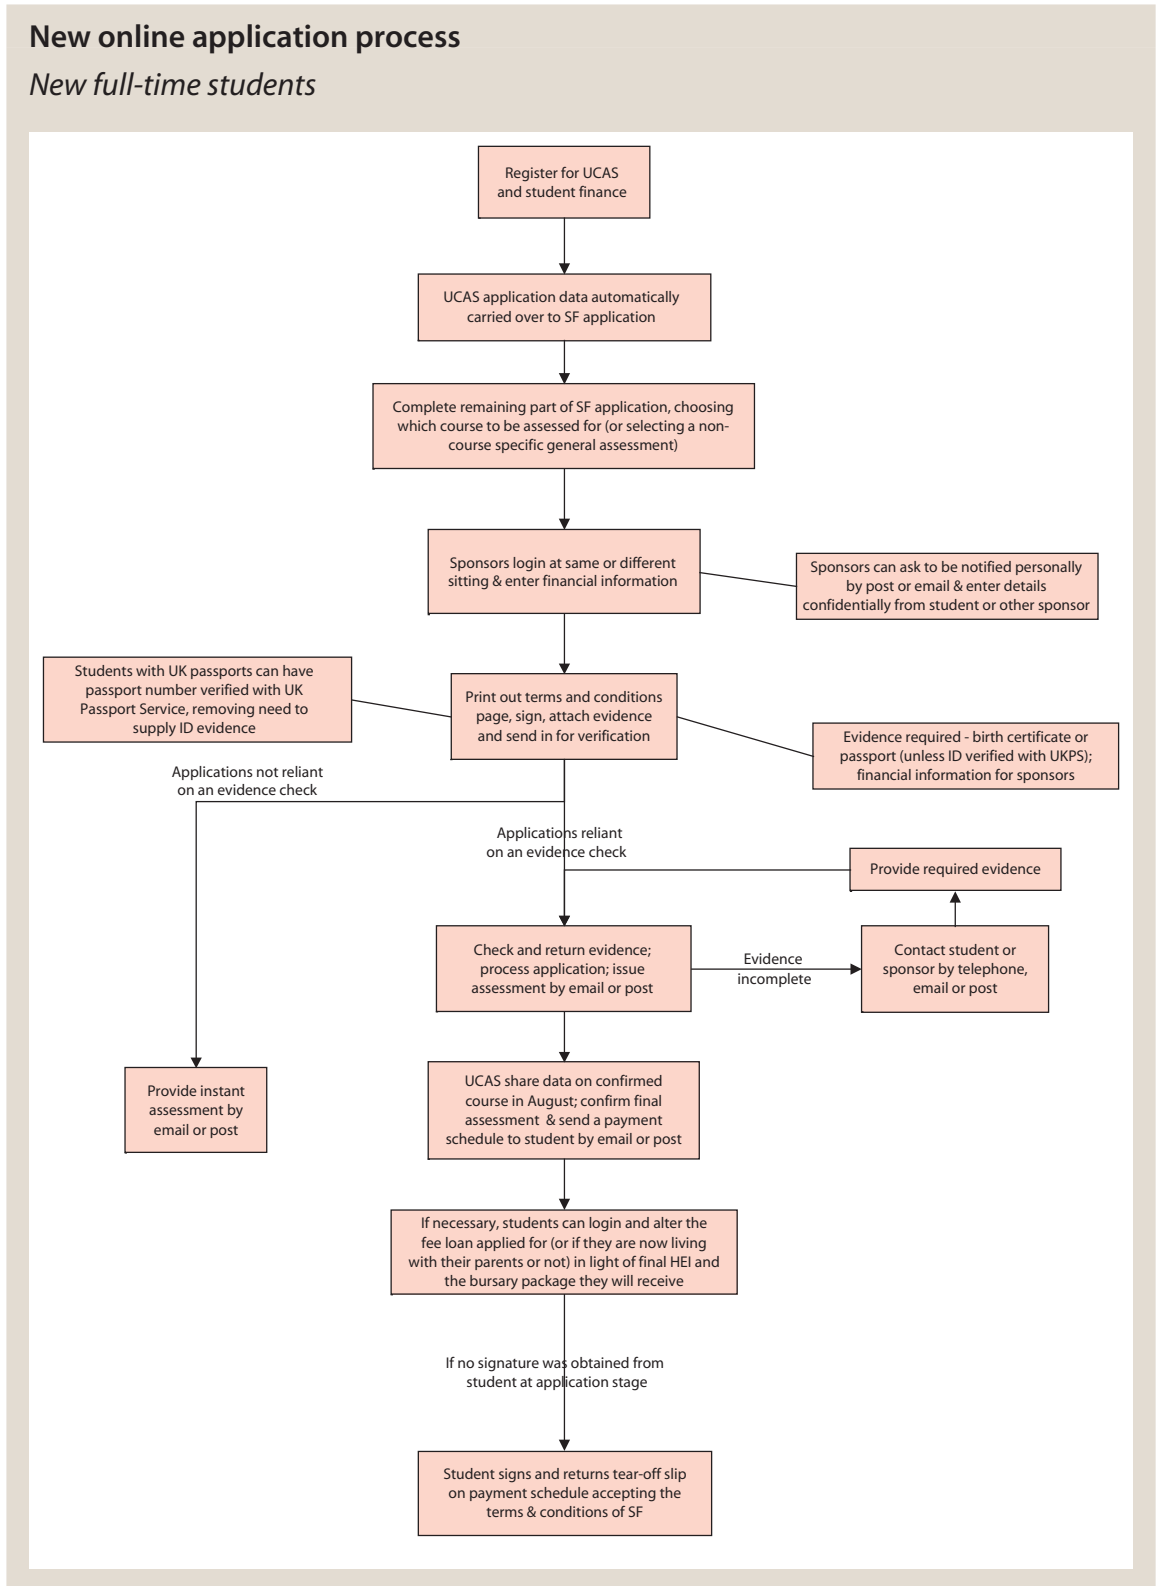 New online application process
New full-time students
Register for UCAS
and student finance
UCAS application data automatically
carried over to SF application
Complete remaining part of SF application, choosing
which course to be assessed for (or selecting a non-
course specific general assessment)
Sponsors login at same or different
sitting & enter financial information
Sponsors can ask to be notified personally
by post or email & enter details
confidentially from student or other sponsor
Students with UK passports can have
passport number verified with UK
Passport Service, removing need to
supply ID evidence
Print out terms and conditions
page, sign, attach evidence
and send in for verification
Evidence required - birth certificate or
passport (unless ID verified with UKPS);
financial information for sponsors
Applications not reliant
on an evidence check
Applications reliant
on an evidence check
Provide required evidence
Check and return evidence;
process application; issue
assessment by email or post
Evidence
incomplete
Contact student or
sponsor by telephone,
email or post
Provide instant
assessment by
email or post
UCAS share data on confirmed
course in August; confirm final
assessment & send a payment
schedule to student by email or post
If necessary, students can login and alter the
fee loan applied for (or if they are now living
with their parents or not) in light of final HEI and
the bursary package they will receive
If no signature was obtained from
student at application stage
Student signs and returns tear-off slip
on payment schedule accepting the
terms & conditions of SF